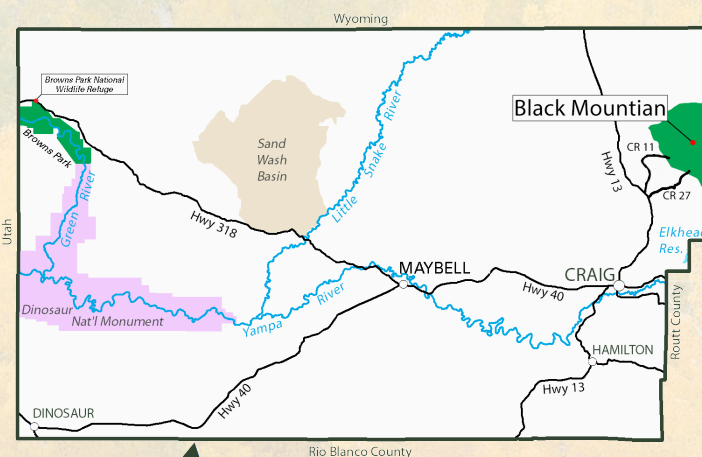 Wyoming
Browns Park National
Wildlife Refuge
Black Mountian
Browns Park
Sand
Wash
Basin
Little Snake River
Hwy 13
CR 11
CR 27
Green River
Hwy 318
Utah
Elkhead
Res.
MAYBELL
CRAIG
Hwy 40
Dinosaur
Nat'l Monument
Yampa River
Routt County
HAMILTON
Hwy 13
Hwy 40
DINOSAUR
Rio Blanco County